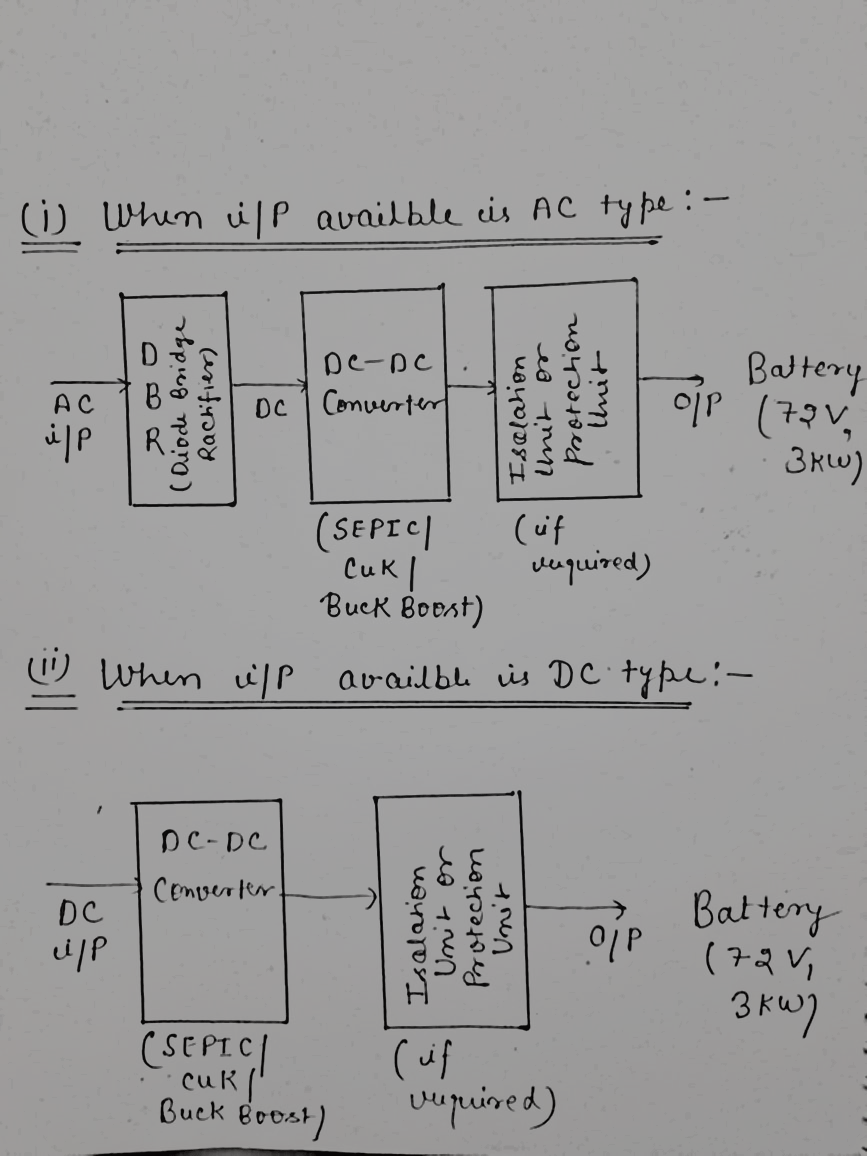 (i) When i/P availble is AC type:-
AC
i/P
D
B
R
(Diode Bridge
Ractifier)
DC
DC-DC
Converter
(SEPIC/
CUK/
Buck Boost)
Isolation
Unit or
Protection
Unit
(if
required)
O/P
Battery
(72V,
3KW)
(ii) When i/P availble is DC type:-
DC
i/P
DC-DC
Converter
(SEPIC/
CUK/
Buck Boost)
Isolation
Unit or
Protection
Unit
(if
required)
O/P
Battery
(72V,
3KW)